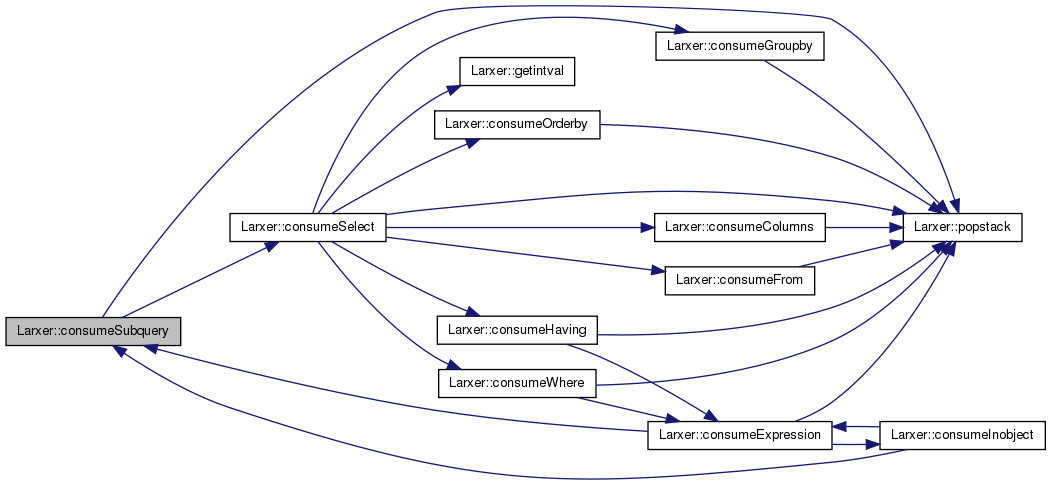 Larxer::consumeGroupby
Larxer::getintval
Larxer::consumeOrderby
Larxer::consumeSelect
Larxer::consumeColumns
Larxer::popstack
Larxer::consumeFrom
Larxer::consumeSubquery
Larxer::consumeHaving
Larxer::consumeWhere
Larxer::consumeExpression
Larxer::consumeInobject